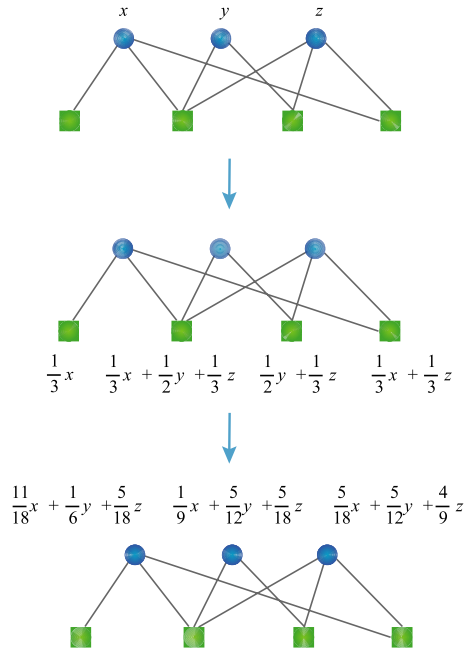 x y z
1/3 x 1/3 x + 1/2 y + 1/3 z 1/2 y + 1/3 z 1/3 x + 1/3 z
11/18 x + 1/6 y + 5/18 z 1/9 x + 5/12 y + 5/18 z 5/18 x + 5/12 y + 4/9 z